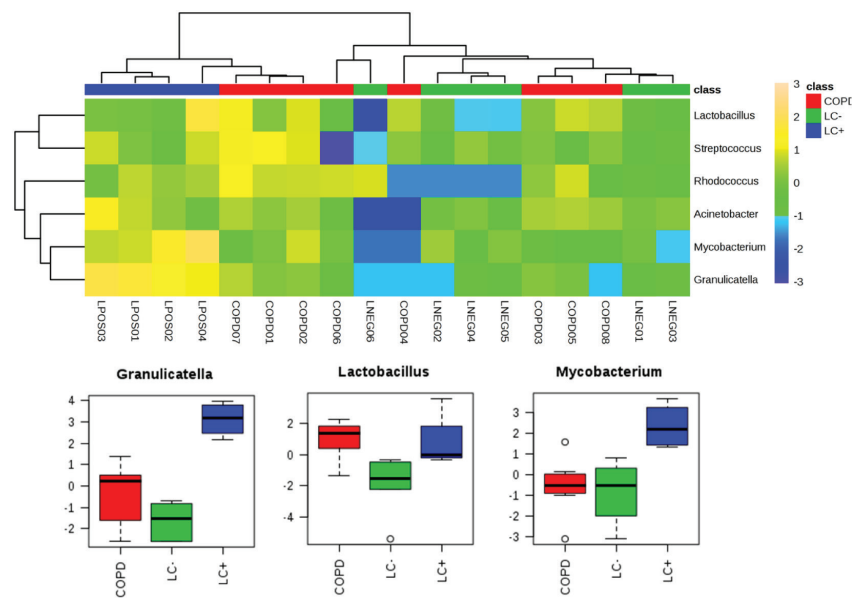 class
Lactobacillus
Streptococcus
Rhodococcus
Acinetobacter
Mycobacterium
Granulicatella
3
2
1
0
-1
-2
-3
class
COPD
LC-
LC+
LPOS03
LPOS01
LPOS02
LPOS04
COPD07
COPD01
COPD02
COPD06
LNEG06
COPD04
LNEG02
LNEG04
LNEG05
COPD03
COPD05
COPD08
LNEG01
LNEG03
Granulicatella
4
3
2
1
0
-1
-2
COPD
LC-
LC+
Lactobacillus
2
0
-2
-4
COPD
LC-
LC+
Mycobacterium
3
2
1
0
-1
-2
-3
COPD
LC-
LC+